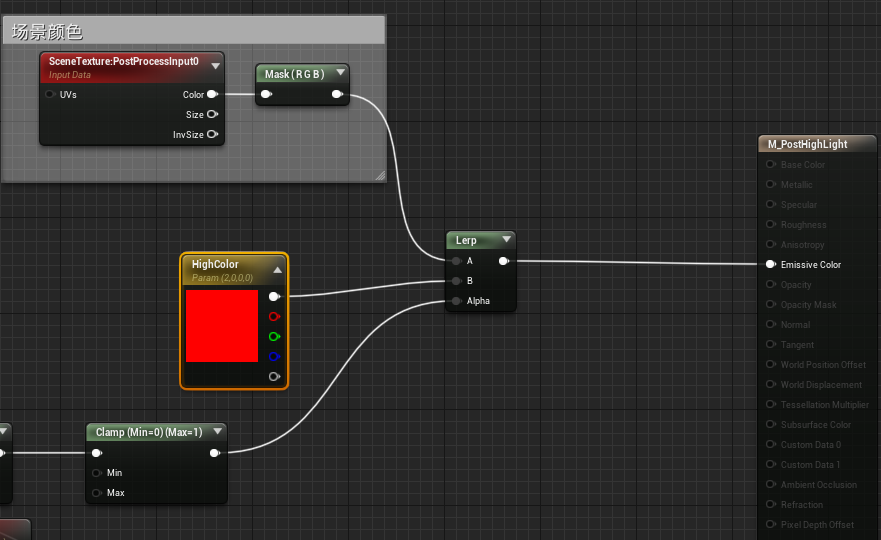 场景颜色
SceneTexture:PostProcessInput0
Input Data
UVs
Color
Size
InvSize
Mask ( R G B )
HighColor
Param (2,0,0,0)
Clamp (Min=0) (Max=1)
Min
Max
Lerp
A
B
Alpha
M_PostHighLight
Base Color
Metallic
Specular
Roughness
Anisotropy
Emissive Color
Opacity
Opacity Mask
Normal
Tangent
World Position Offset
World Displacement
Tessellation Multiplier
Subsurface Color
Custom Data 0
Custom Data 1
Ambient Occlusion
Refraction
Pixel Depth Offset